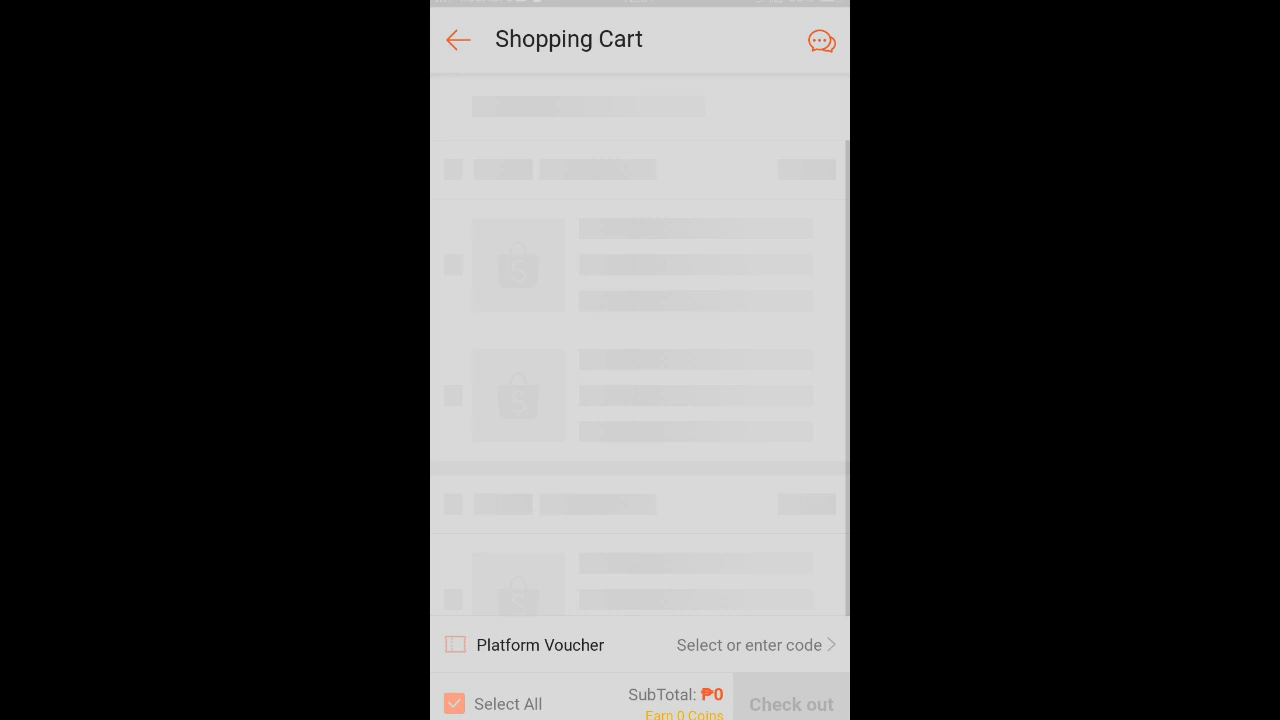 Shopping Cart
Platform Voucher
Select or enter code
Select All
SubTotal: ₱0
Earn 0 Coins
Check out